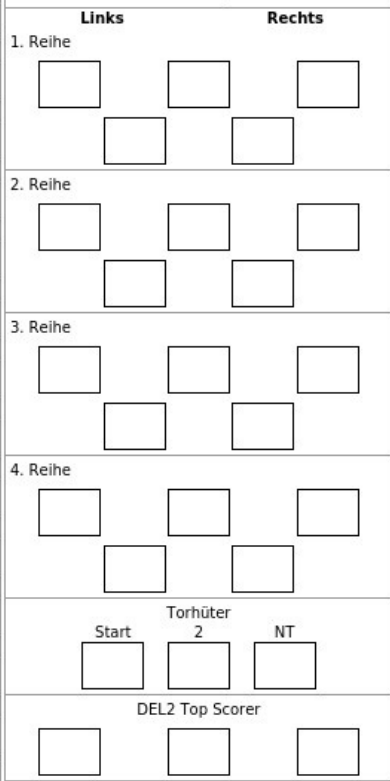 Links Rechts
1. Reihe
2. Reihe
3. Reihe
4. Reihe
Torhüter
Start 2 NT
DEL2 Top Scorer